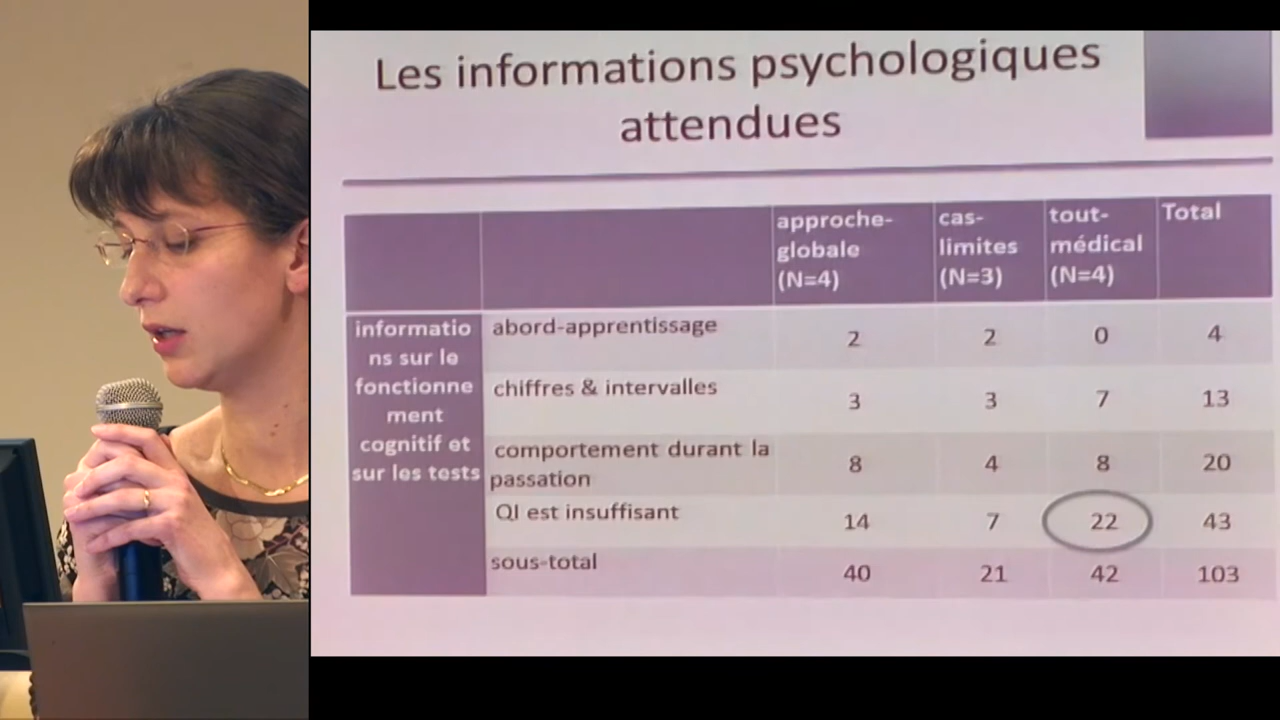 Les informations psychologiques
attendues
approche-
globale
(N=4)
cas-
limites
(N=3)
tout-
médical
(N=4)
Total
informatio
ns sur le
fonctionne
ment
cognitif et
sur les tests
abord-apprentissage
2
2
0
4
chiffres & intervalles
3
3
7
13
comportement durant la
passation
8
4
8
20
QI est insuffisant
14
7
22
43
sous-total
40
21
42
103